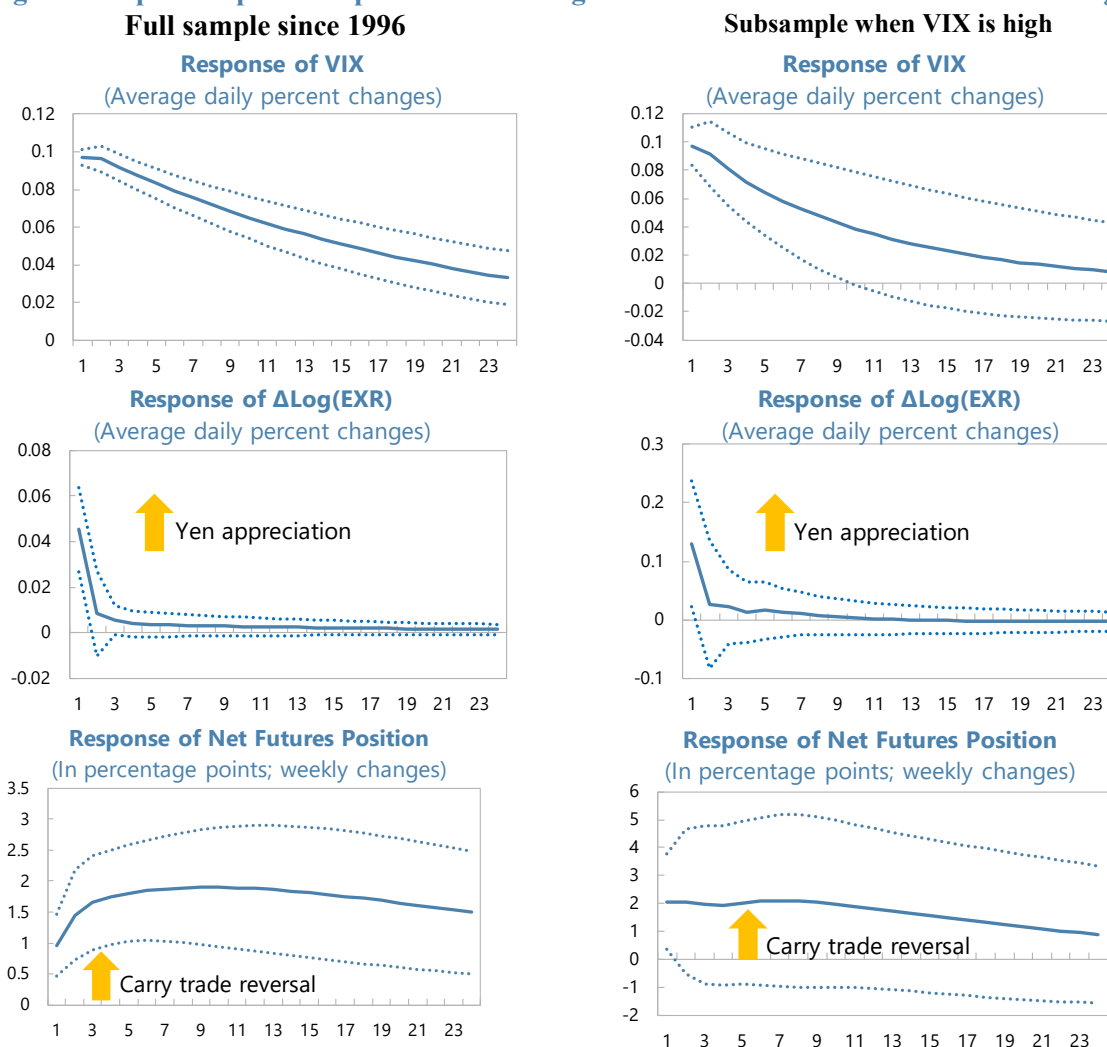 Full sample since 1996
Response of VIX
(Average daily percent changes)
0.12
0.1
0.08
0.06
0.04
0.02
0
1 3 5 7 9 11 13 15 17 19 21 23
Response of ΔLog(EXR)
(Average daily percent changes)
0.08
0.06
0.04
0.02
0
-0.02
Yen appreciation
1 3 5 7 9 11 13 15 17 19 21 23
Response of Net Futures Position
(In percentage points; weekly changes)
3.5
3
2.5
2
1.5
1
0.5
0
Carry trade reversal
1 3 5 7 9 11 13 15 17 19 21 23
Subsample when VIX is high
Response of VIX
(Average daily percent changes)
0.12
0.1
0.08
0.06
0.04
0.02
0
-0.02
-0.04
1 3 5 7 9 11 13 15 17 19 21 23
Response of ΔLog(EXR)
(Average daily percent changes)
0.3
0.2
0.1
0
-0.1
Yen appreciation
1 3 5 7 9 11 13 15 17 19 21 23
Response of Net Futures Position
(In percentage points; weekly changes)
6
5
4
3
2
1
0
-1
-2
Carry trade reversal
1 3 5 7 9 11 13 15 17 19 21 23